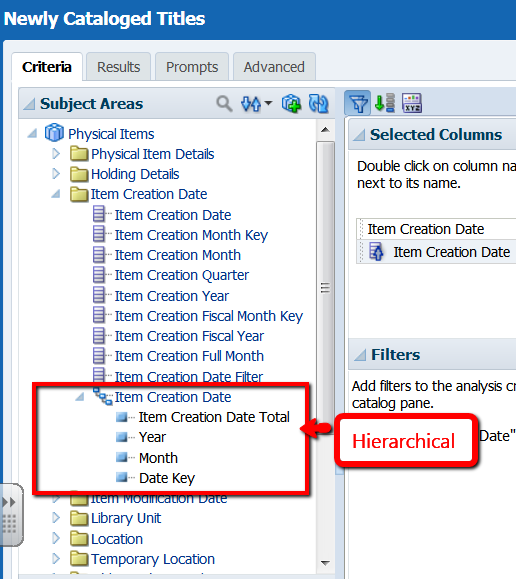 Newly Cataloged Titles
Criteria
Results
Prompts
Advanced
Subject Areas
Physical Items
Physical Item Details
Holding Details
Item Creation Date
Item Creation Date
Item Creation Month Key
Item Creation Month
Item Creation Quarter
Item Creation Year
Item Creation Fiscal Month Key
Item Creation Fiscal Year
Item Creation Full Month
Item Creation Date Filter
Item Creation Date
Item Creation Date Total
Year
Month
Date Key
Item Modification Date
Library Unit
Location
Temporary Location
XYZ
Selected Columns
Double click on column na
next to its name.
Item Creation Date
Item Creation Date
Filters
Add filters to the analysis cr
catalog pane.
Date"
Hierarchical